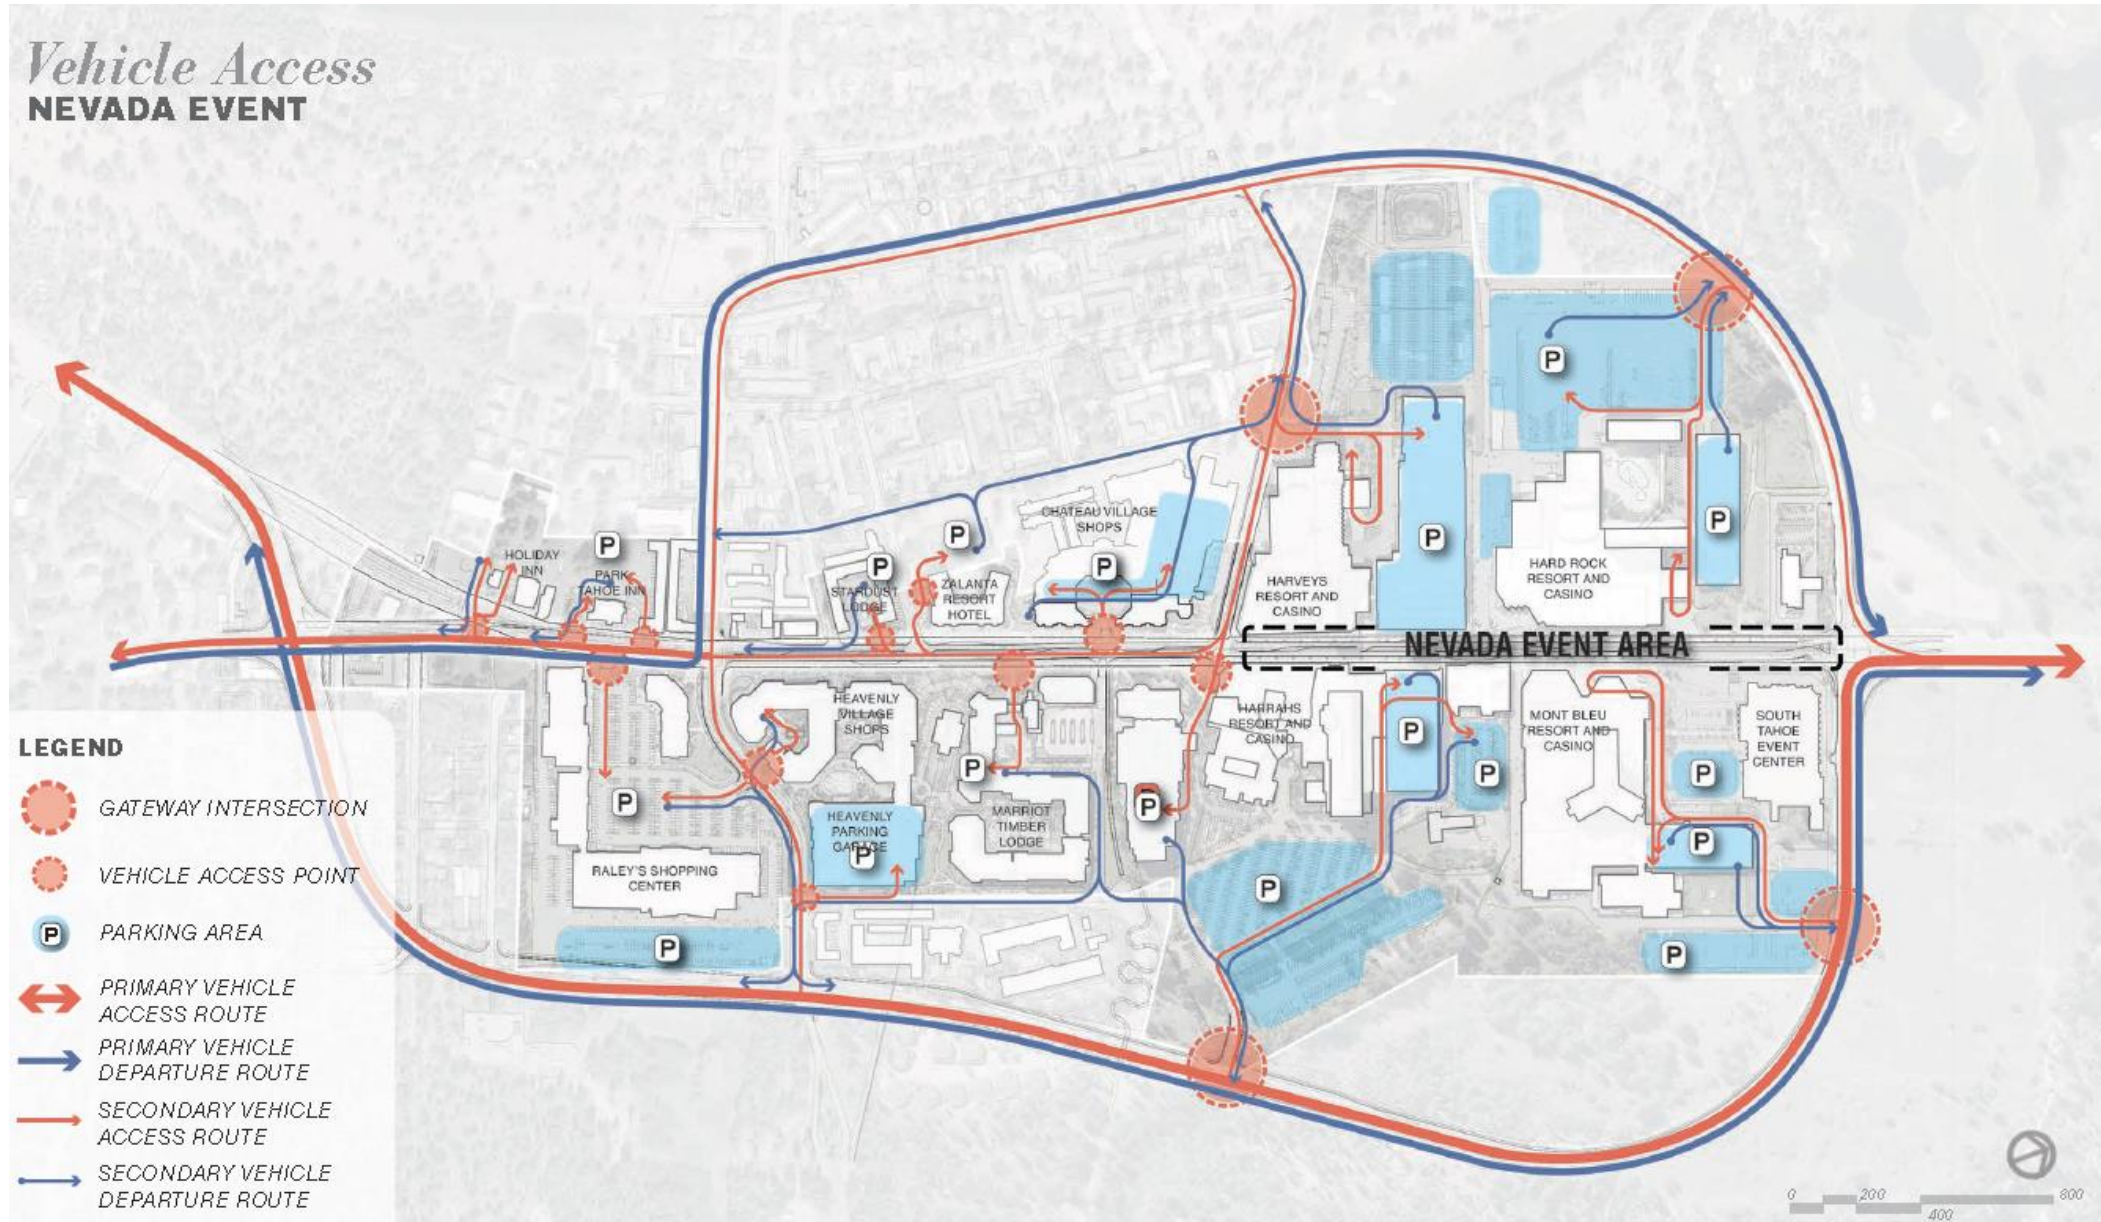 Vehicle Access
NEVADA EVENT
HOLIDAY
INN
P
PARK
TAHOE INN
P
STARDUST
LODGE
P
ZALANTA
RESORT
HOTEL
CHATEAU VILLAGE
SHOPS
P
HARVEYS
RESORT AND
CASINO
P
P
HARD ROCK
RESORT AND
CASINO
P
NEVADA EVENT AREA
HEAVENLY
VILLAGE
SHOPS
P
HEAVENLY
PARKING
GARAGE
P
RALEY'S SHOPPING
CENTER
P
P
MARRIOT
TIMBER
LODGE
P
HARRAHS
RESORT AND
CASINO
P
P
P
MONT BLEU
RESORT AND
CASINO
SOUTH
TAHOE
EVENT
CENTER
P
P
P
LEGEND
GATEWAY INTERSECTION
VEHICLE ACCESS POINT
P
PARKING AREA
PRIMARY VEHICLE
ACCESS ROUTE
PRIMARY VEHICLE
DEPARTURE ROUTE
SECONDARY VEHICLE
ACCESS ROUTE
SECONDARY VEHICLE
DEPARTURE ROUTE
0 200 800
400